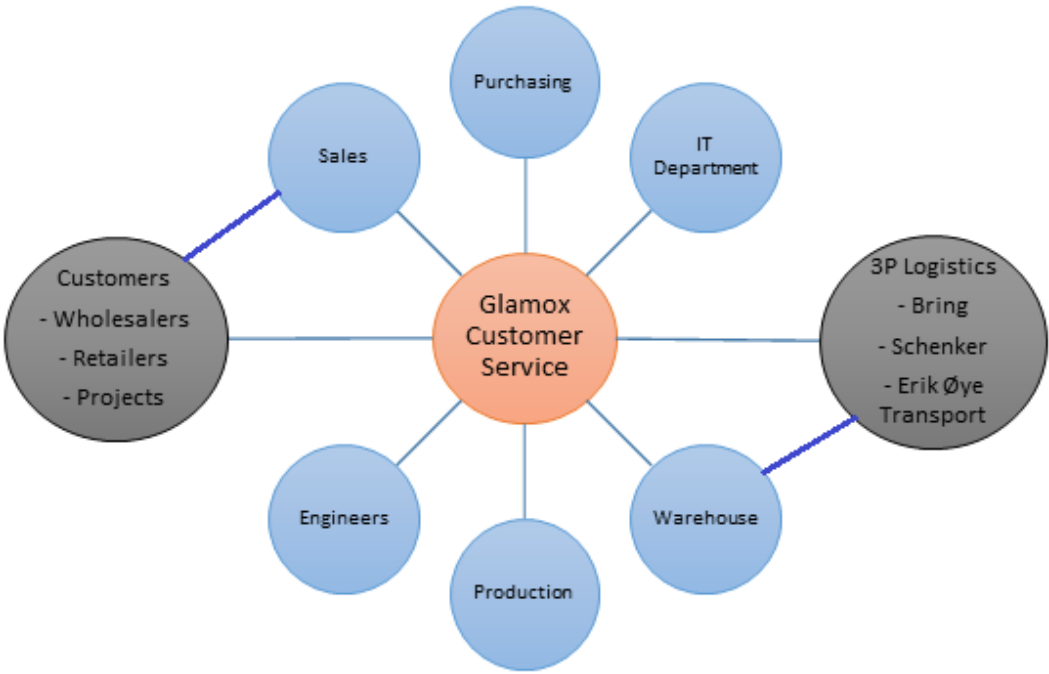 Purchasing
Sales
IT
Department
Customers
- Wholesalers
- Retailers
- Projects
Glamox
Customer
Service
3P Logistics
- Bring
- Schenker
- Erik Øye
Transport
Engineers
Warehouse
Production